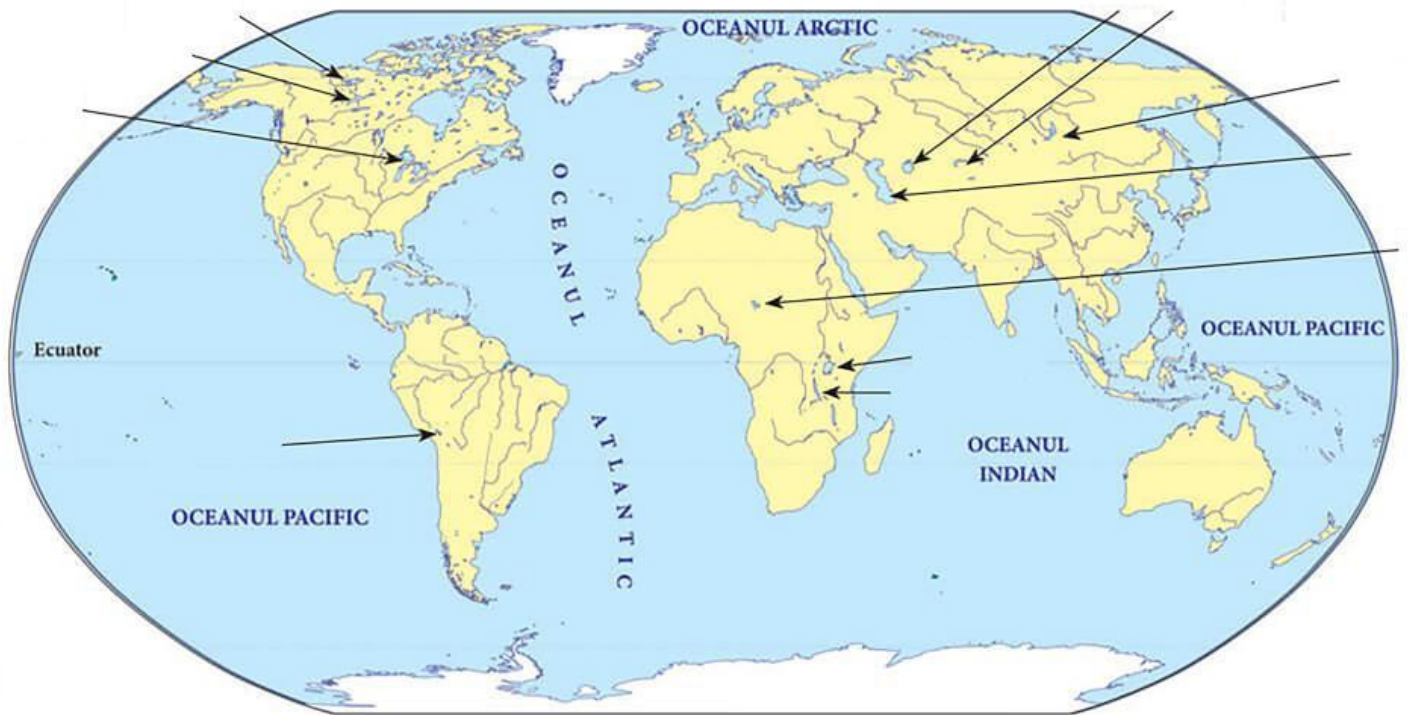 OCEANUL ARCTIC
OCEANUL
ATLANTIC
OCEANUL PACIFIC
Ecuator
OCEANUL
INDIAN
OCEANUL PACIFIC